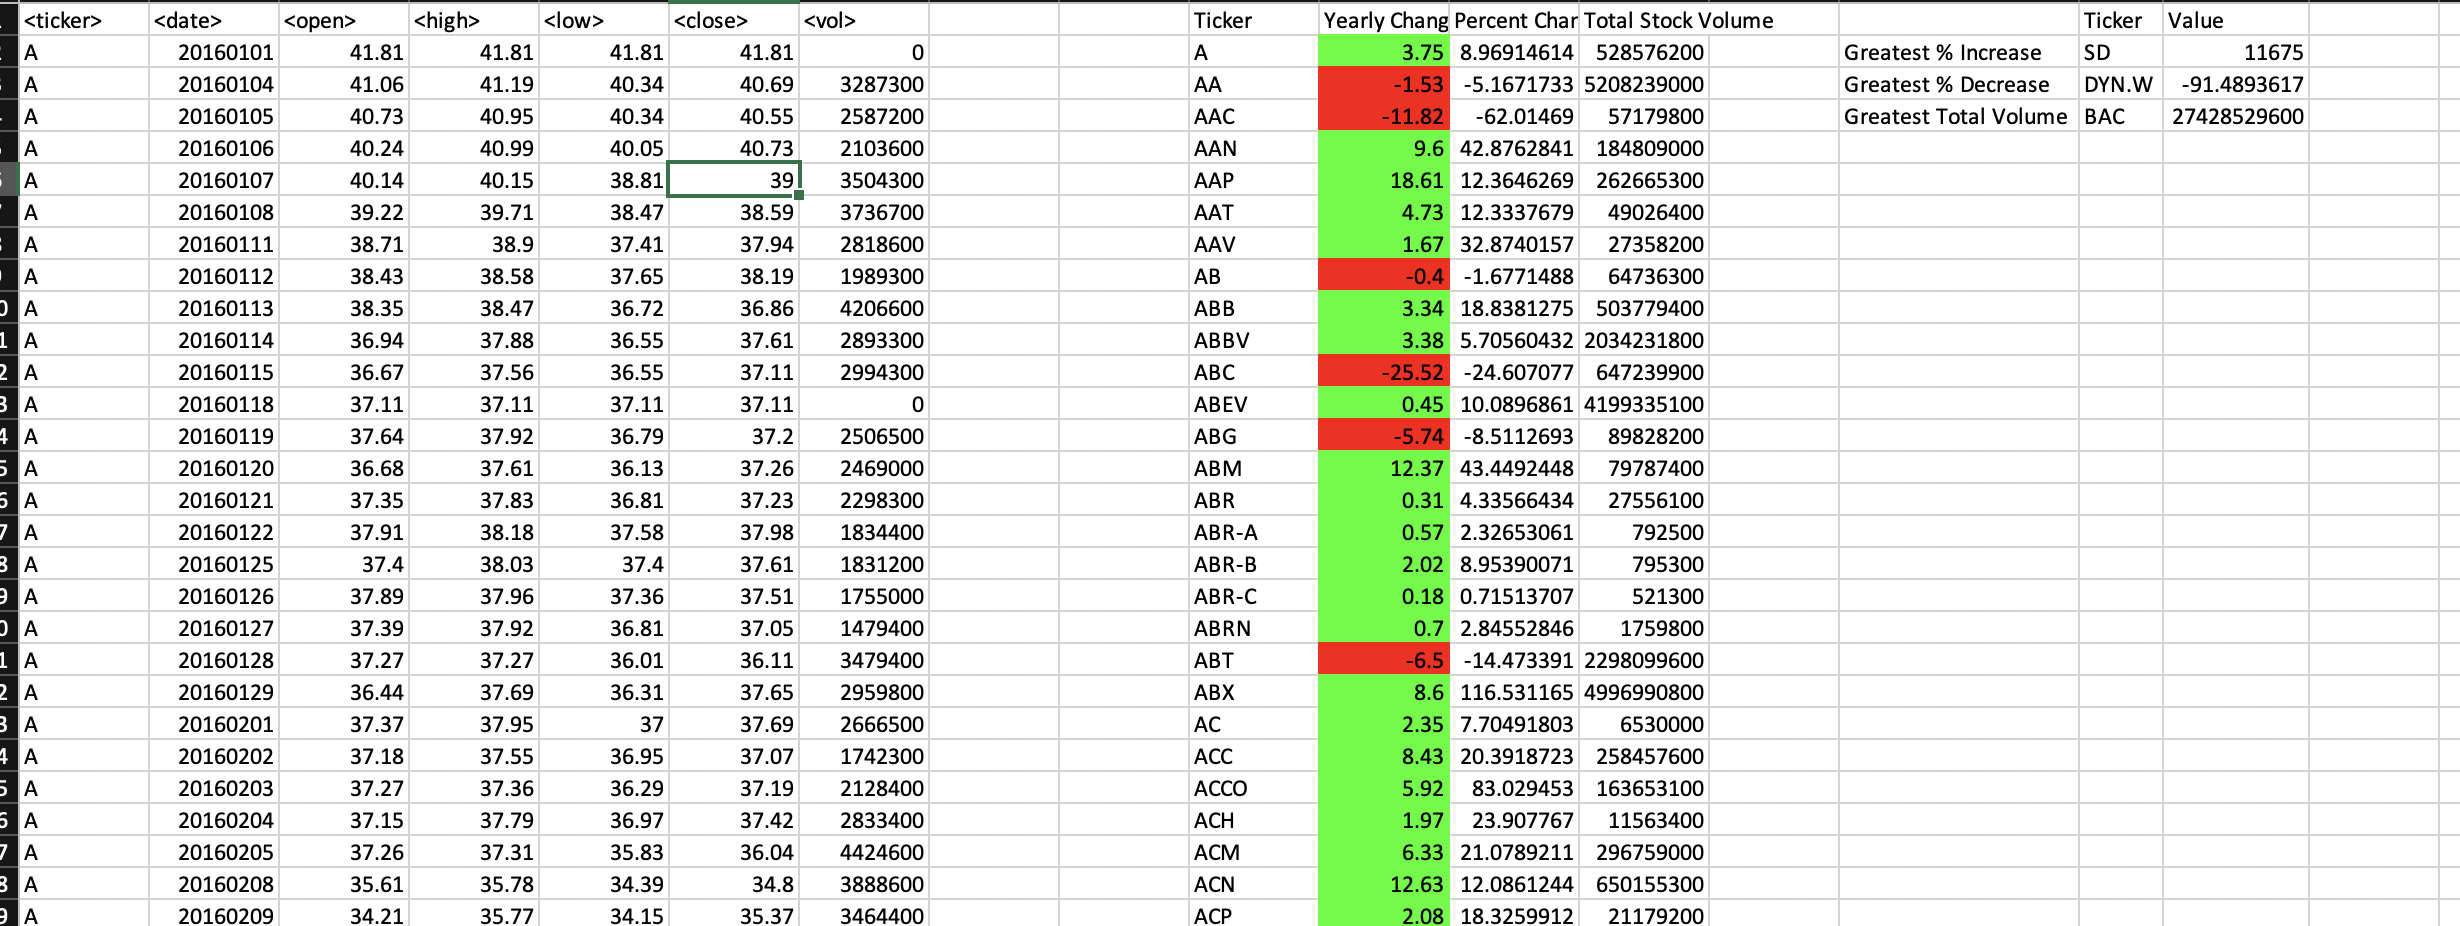 <ticker> <date> <open> <high> <low> <close> <vol> Ticker Yearly Chang Percent Char Total Stock Volume Ticker Value
A 20160101 41.81 41.81 41.81 41.81 0 A 3.75 8.96914614 528576200 Greatest % Increase SD 11675
A 20160104 41.06 41.19 40.34 40.69 3287300 AA -1.53 -5.1671733 5208239000 Greatest % Decrease DYN.W -91.4893617
A 20160105 40.73 40.95 40.34 40.55 2587200 AAC -11.82 -62.01469 57179800 Greatest Total Volume BAC 27428529600
A 20160106 40.24 40.99 40.05 40.73 2103600 AAN 9.6 42.8762841 184809000
A 20160107 40.14 40.15 38.81 39 3504300 AAP 18.61 12.3646269 262665300
A 20160108 39.22 39.71 38.47 38.59 3736700 AAT 4.73 12.3337679 49026400
A 20160111 38.71 38.9 37.41 37.94 2818600 AAV 1.67 32.8740157 27358200
A 20160112 38.43 38.58 37.65 38.19 1989300 AB -0.4 -1.6771488 64736300
A 20160113 38.35 38.47 36.72 36.86 4206600 ABB 3.34 18.8381275 503779400
A 20160114 36.94 37.88 36.55 37.61 2893300 ABBV 3.38 5.70560432 2034231800
A 20160115 36.67 37.56 36.55 37.11 2994300 ABC -25.52 -24.607077 647239900
A 20160118 37.11 37.11 37.11 37.11 0 ABEV 0.45 10.0896861 4199335100
A 20160119 37.64 37.92 36.79 37.2 2506500 ABG -5.74 -8.5112693 89828200
A 20160120 36.68 37.61 36.13 37.26 2469000 ABM 12.37 43.4492448 79787400
A 20160121 37.35 37.83 36.81 37.23 2298300 ABR 0.31 4.33566434 27556100
A 20160122 37.91 38.18 37.58 37.98 1834400 ABR-A 0.57 2.32653061 792500
A 20160125 37.4 38.03 37.4 37.61 1831200 ABR-B 2.02 8.95390071 795300
A 20160126 37.89 37.96 37.36 37.51 1755000 ABR-C 0.18 0.71513707 521300
A 20160127 37.39 37.92 36.81 37.05 1479400 ABRN 0.7 2.84552846 1759800
A 20160128 37.27 37.27 36.01 36.11 3479400 ABT -6.5 -14.473391 2298099600
A 20160129 36.44 37.69 36.31 37.65 2959800 ABX 8.6 116.531165 4996990800
A 20160201 37.37 37.95 37 37.69 2666500 AC 2.35 7.70491803 6530000
A 20160202 37.18 37.55 36.95 37.07 1742300 ACC 8.43 20.3918723 258457600
A 20160203 37.27 37.36 36.29 37.19 2128400 ACCO 5.92 83.029453 163653100
A 20160204 37.15 37.79 36.97 37.42 2833400 ACH 1.97 23.907767 11563400
A 20160205 37.26 37.31 35.83 36.04 4424600 ACM 6.33 21.0789211 296759000
A 20160208 35.61 35.78 34.39 34.8 3888600 ACN 12.63 12.0861244 650155300
A 20160209 34.21 35.77 34.15 35.37 3464400 ACP 2.08 18.3259912 21179200